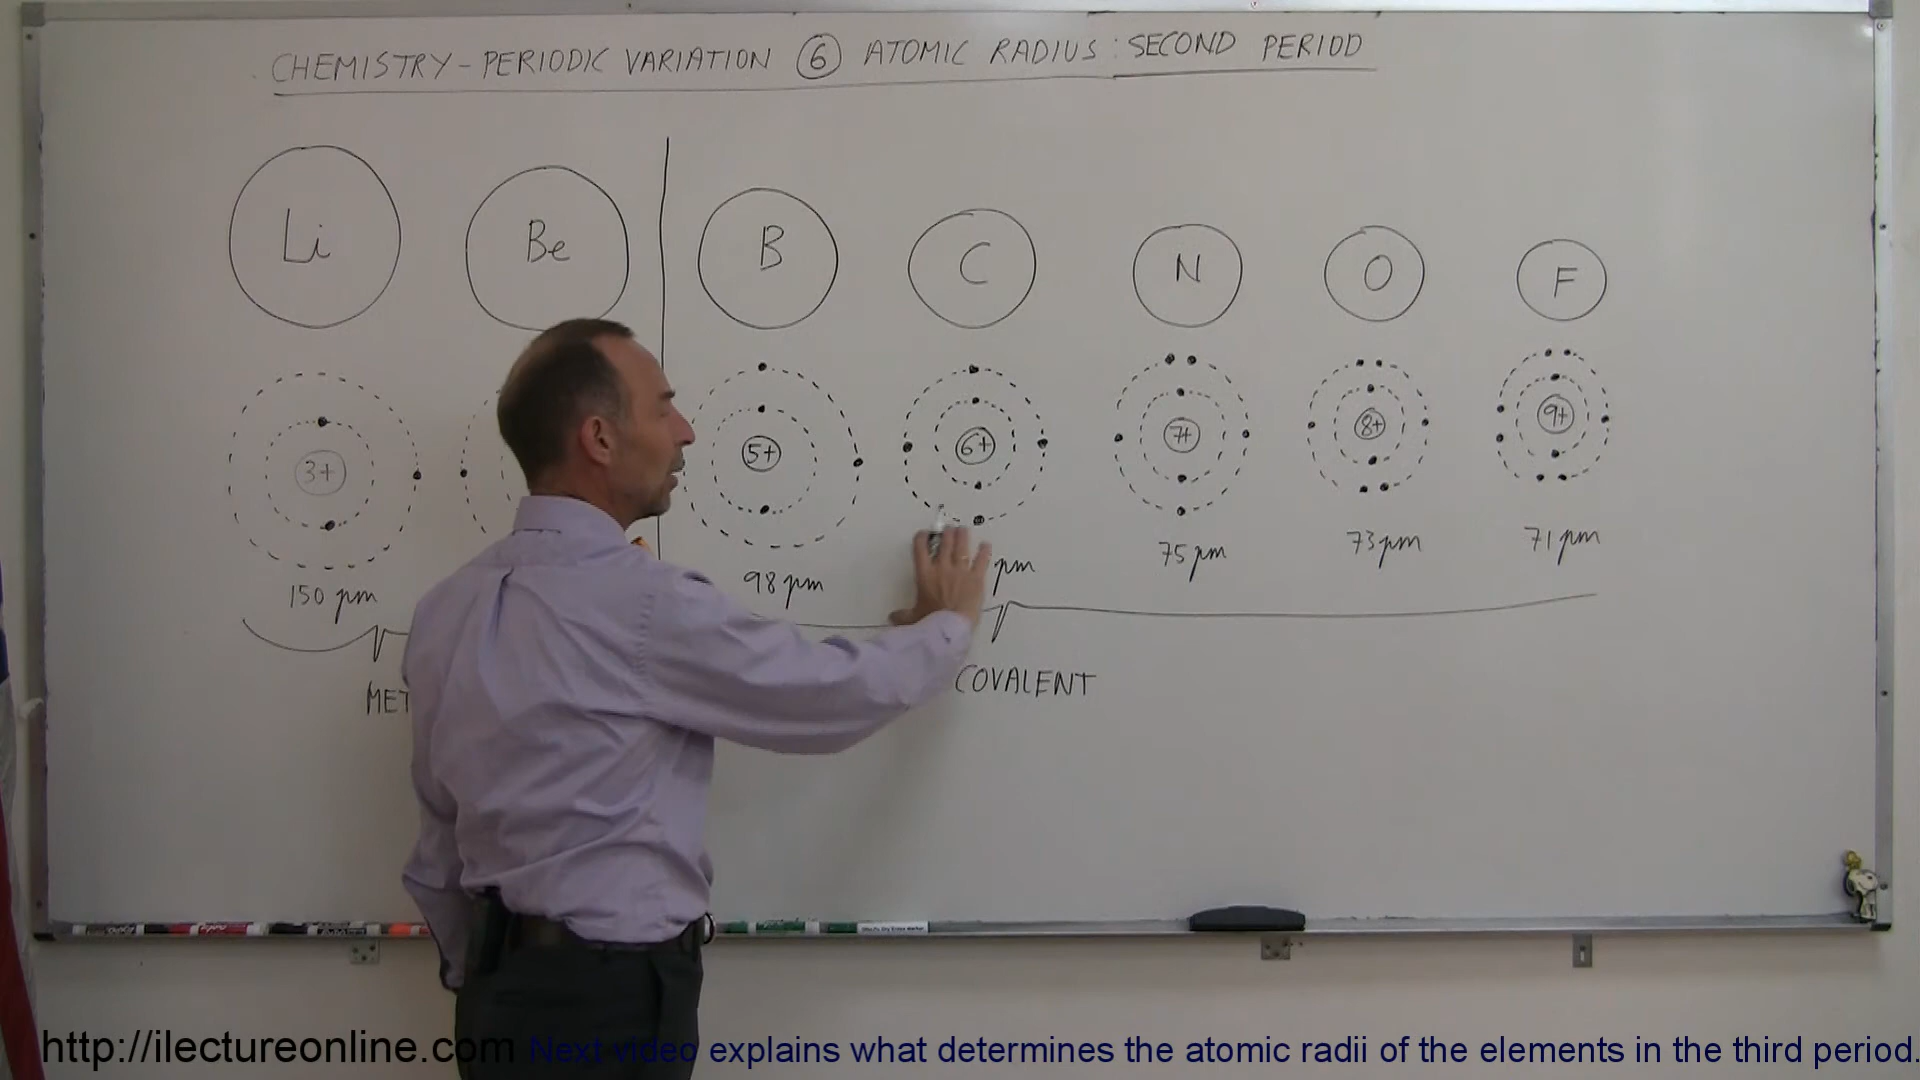 CHEMISTRY - PERIODIC VARIATION ⑥ ATOMIC RADIUS: SECOND PERIOD
Li Be B C N O F
3+ 5+ 6+ 7+ 8+ 9+
150 pm 98 pm pm 75 pm 73 pm 71 pm
MET COVALENT
http://ilectureonline.com Next video explains what determines the atomic radii of the elements in the third period.